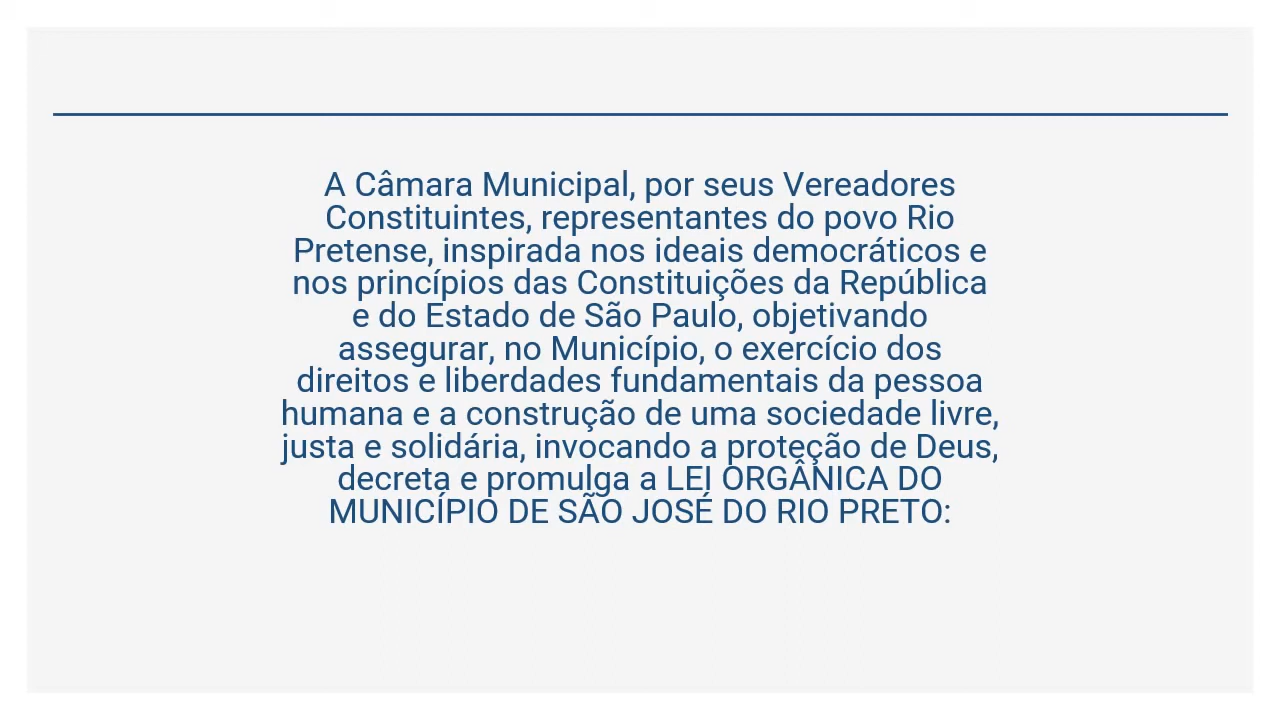 A Câmara Municipal, por seus Vereadores
Constituintes, representantes do povo Rio
Pretense, inspirada nos ideais democráticos e
nos princípios das Constituições da República
e do Estado de São Paulo, objetivando
assegurar, no Município, o exercício dos
direitos e liberdades fundamentais da pessoa
humana e a construção de uma sociedade livre,
justa e solidária, invocando a proteção de Deus,
decreta e promulga a LEI ORGÂNICA DO
MUNICÍPIO DE SÃO JOSÉ DO RIO PRETO: